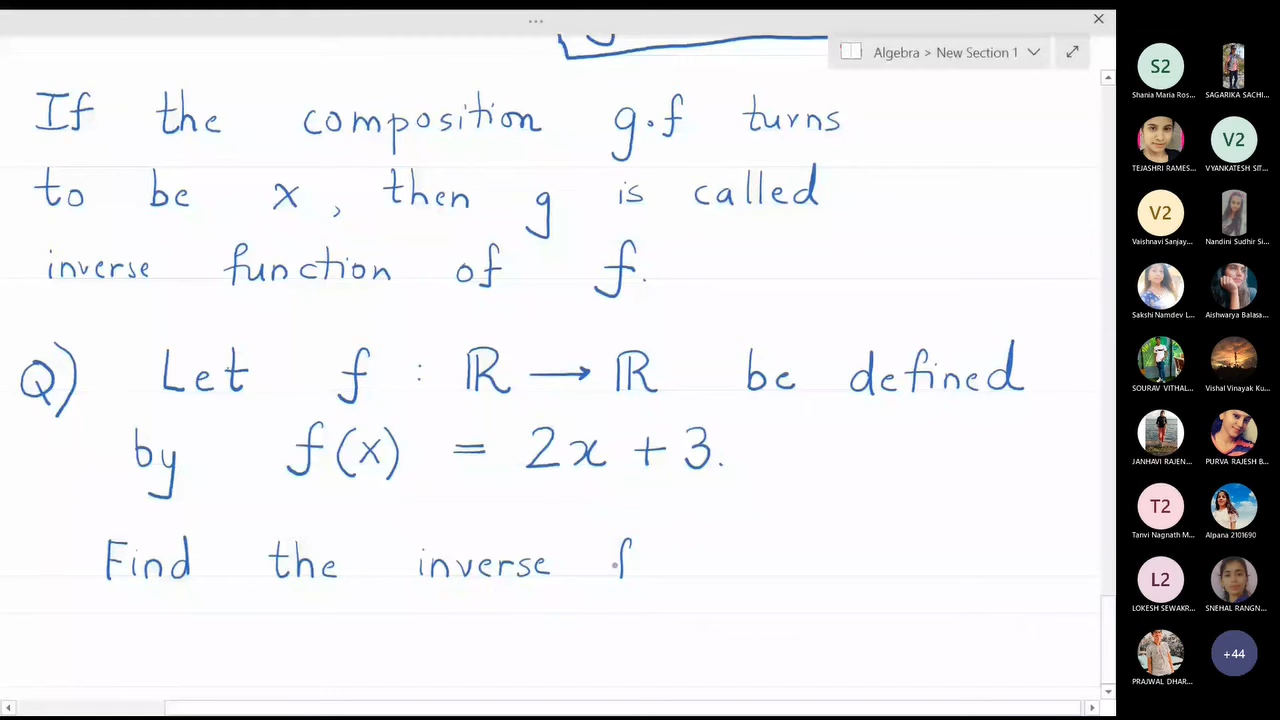 ...
Algebra > New Section 1
If the composition g.f turns
to be x, then g is called
inverse function of f.
Q) Let f : ℝ → ℝ be defined
by f(x) = 2x + 3.
Find the inverse f
S2
Shania Maria Ros...
SAGARIKA SACHI...
TEJASHRI RAMES...
V2
VYANKATESH SIT...
V2
Vaishnavi Sanjay...
Nandini Sudhir Si...
Sakshi Namdev L...
Aishwarya Balasa...
SOURAV VITHAL...
Vishal Vinayak Ku...
JANHAVI RAJEN...
PURVA RAJESH B...
T2
Tanvi Nagnath M...
Alpana 2101690
L2
LOKESH SEWAKR...
SNEHAL RANGN...
PRAJWAL DHAR...
+44